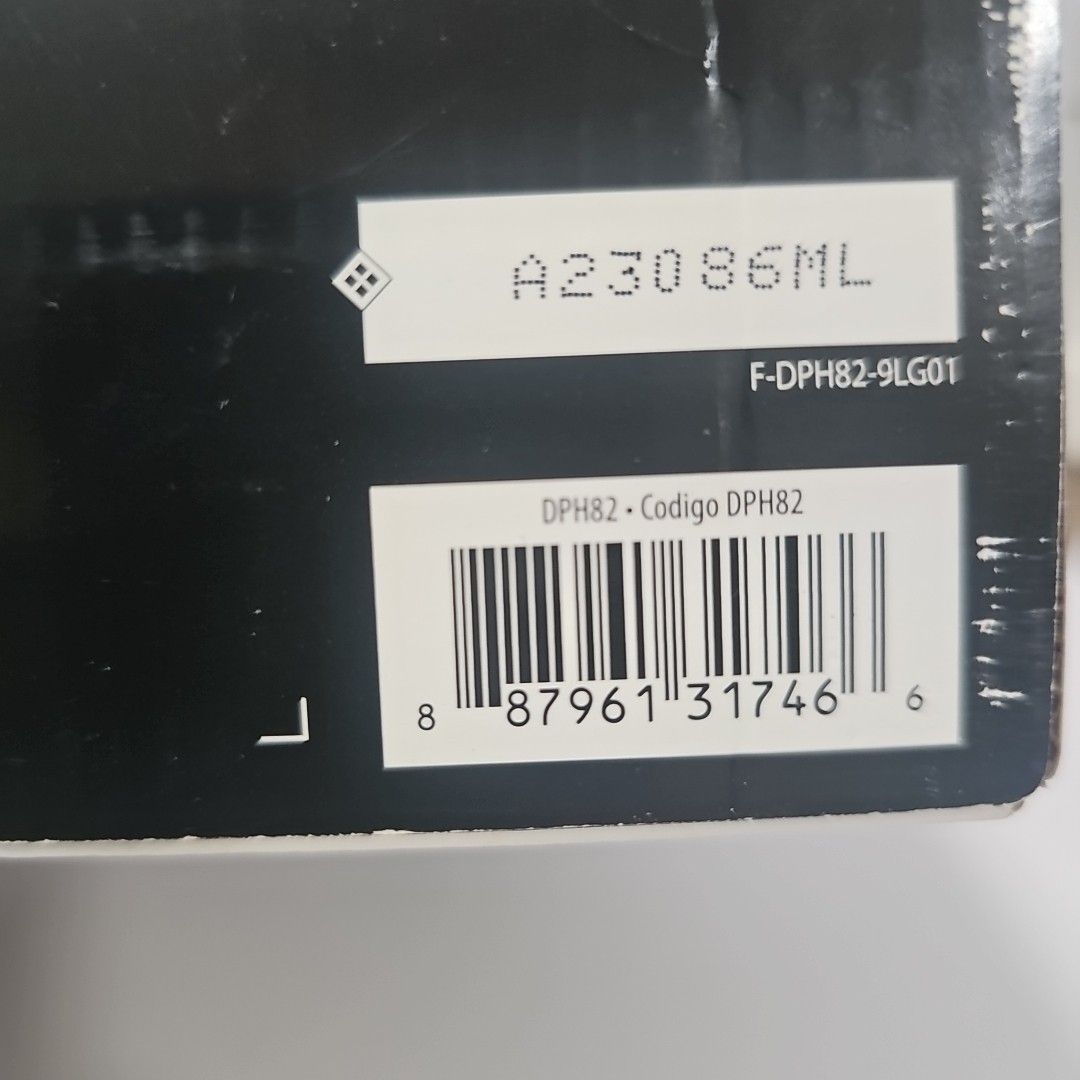 A23086ML
F-DPH82-9LG01
DPH82 • Codigo DPH82
8 87961 31746 6